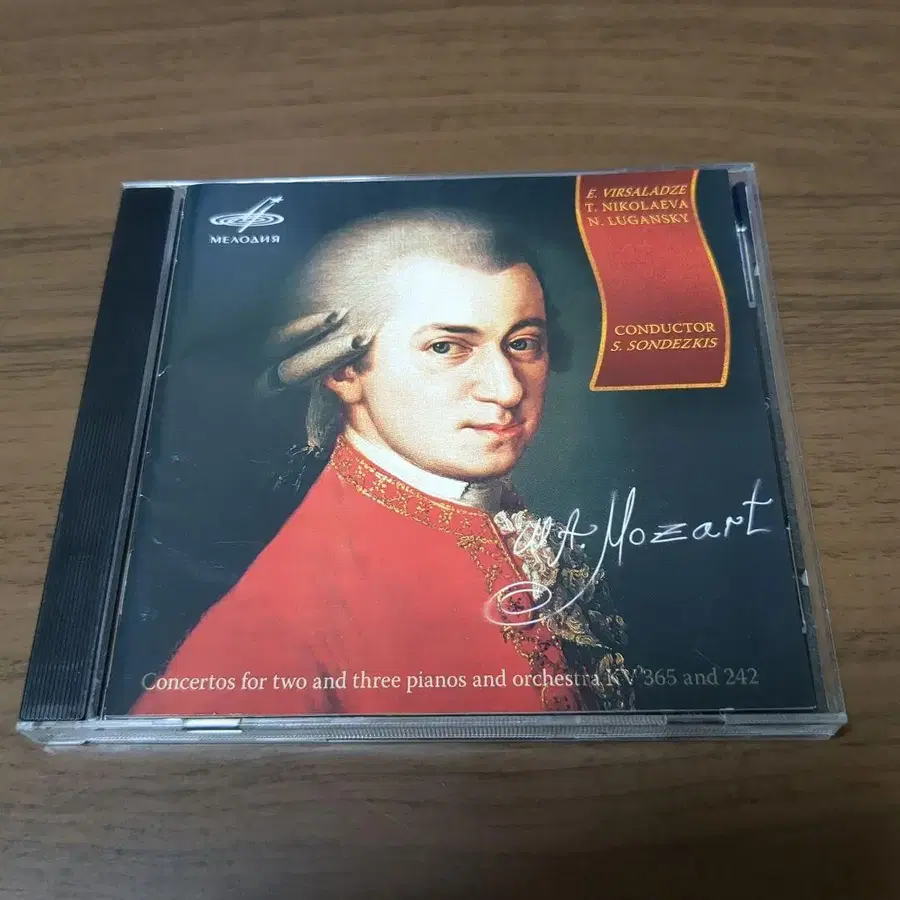 МЕЛОДИЯ
E. VIRSALADZE
T. NIKOLAEVA
N. LUGANSKY
CONDUCTOR
S. SONDEZKIS
W A. Mozart
Concertos for two and three pianos and orchestra KV 365 and 242